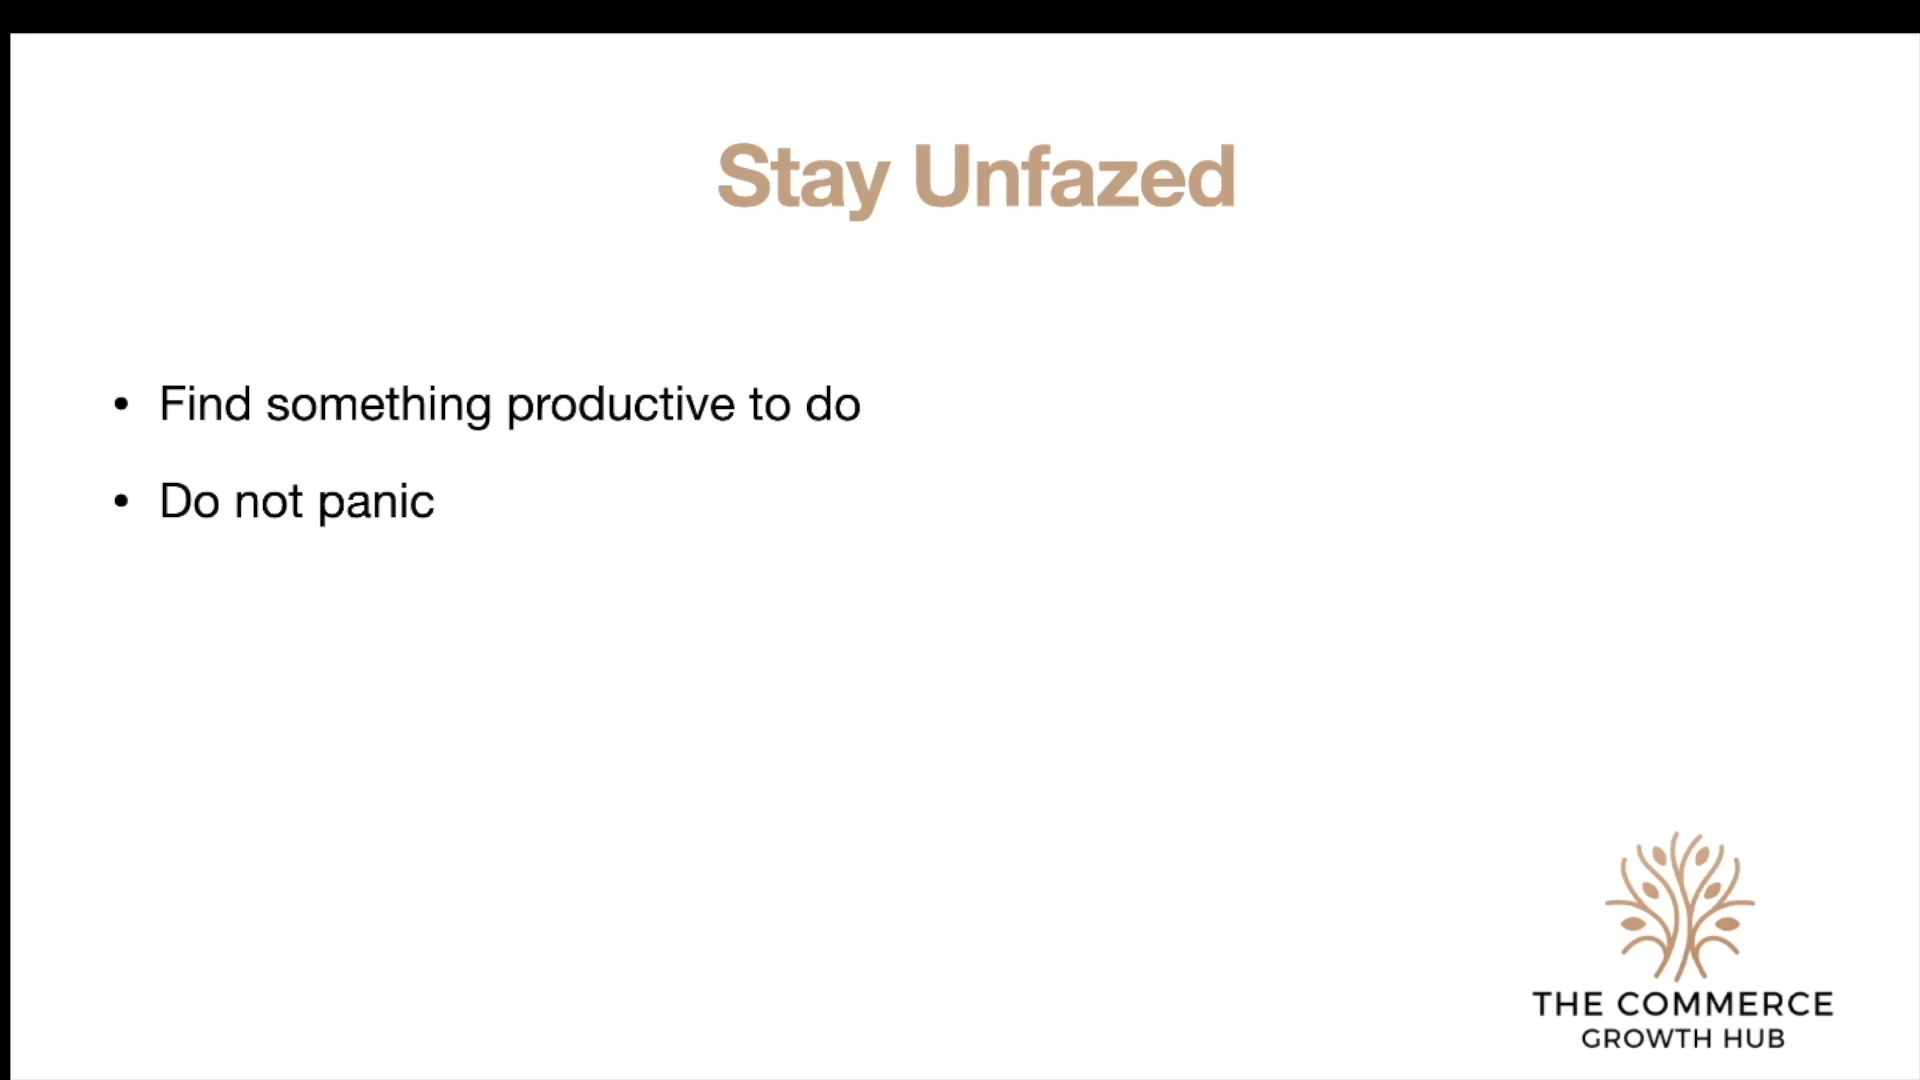 Stay Unfazed
• Find something productive to do
• Do not panic
THE COMMERCE
GROWTH HUB